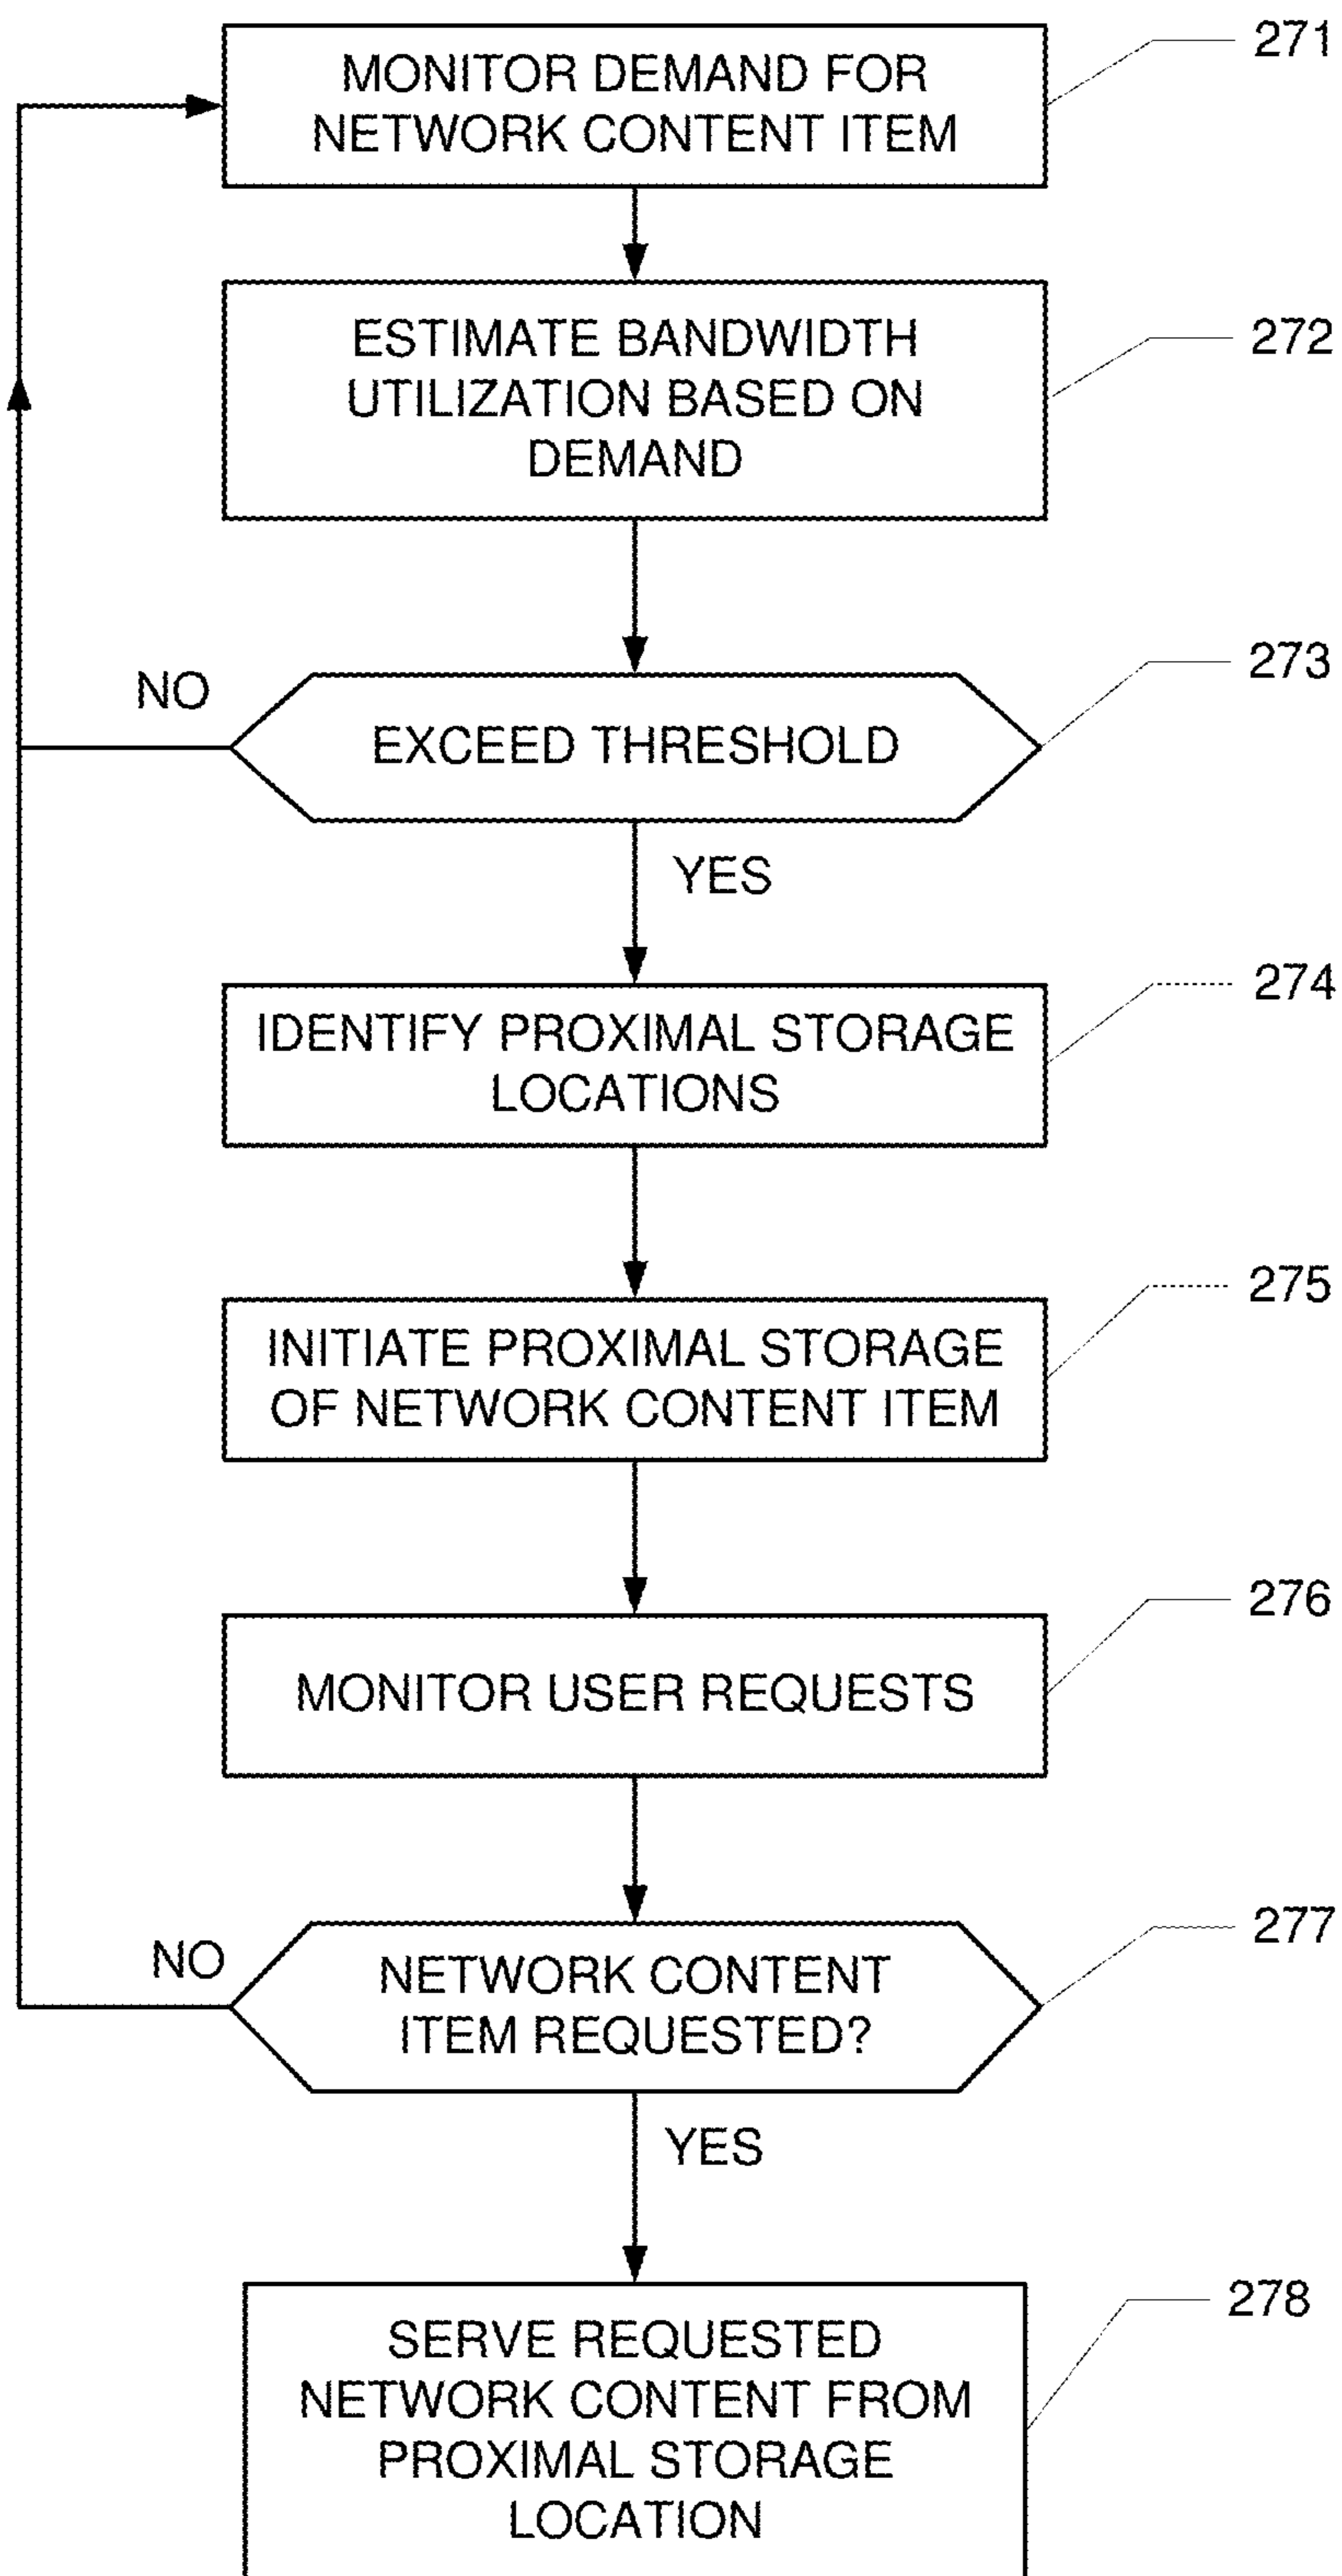 271
MONITOR DEMAND FOR
NETWORK CONTENT ITEM
272
ESTIMATE BANDWIDTH
UTILIZATION BASED ON
DEMAND
273
NO
EXCEED THRESHOLD
YES
274
IDENTIFY PROXIMAL STORAGE
LOCATIONS
275
INITIATE PROXIMAL STORAGE
OF NETWORK CONTENT ITEM
276
MONITOR USER REQUESTS
277
NO
NETWORK CONTENT
ITEM REQUESTED?
YES
278
SERVE REQUESTED
NETWORK CONTENT FROM
PROXIMAL STORAGE
LOCATION